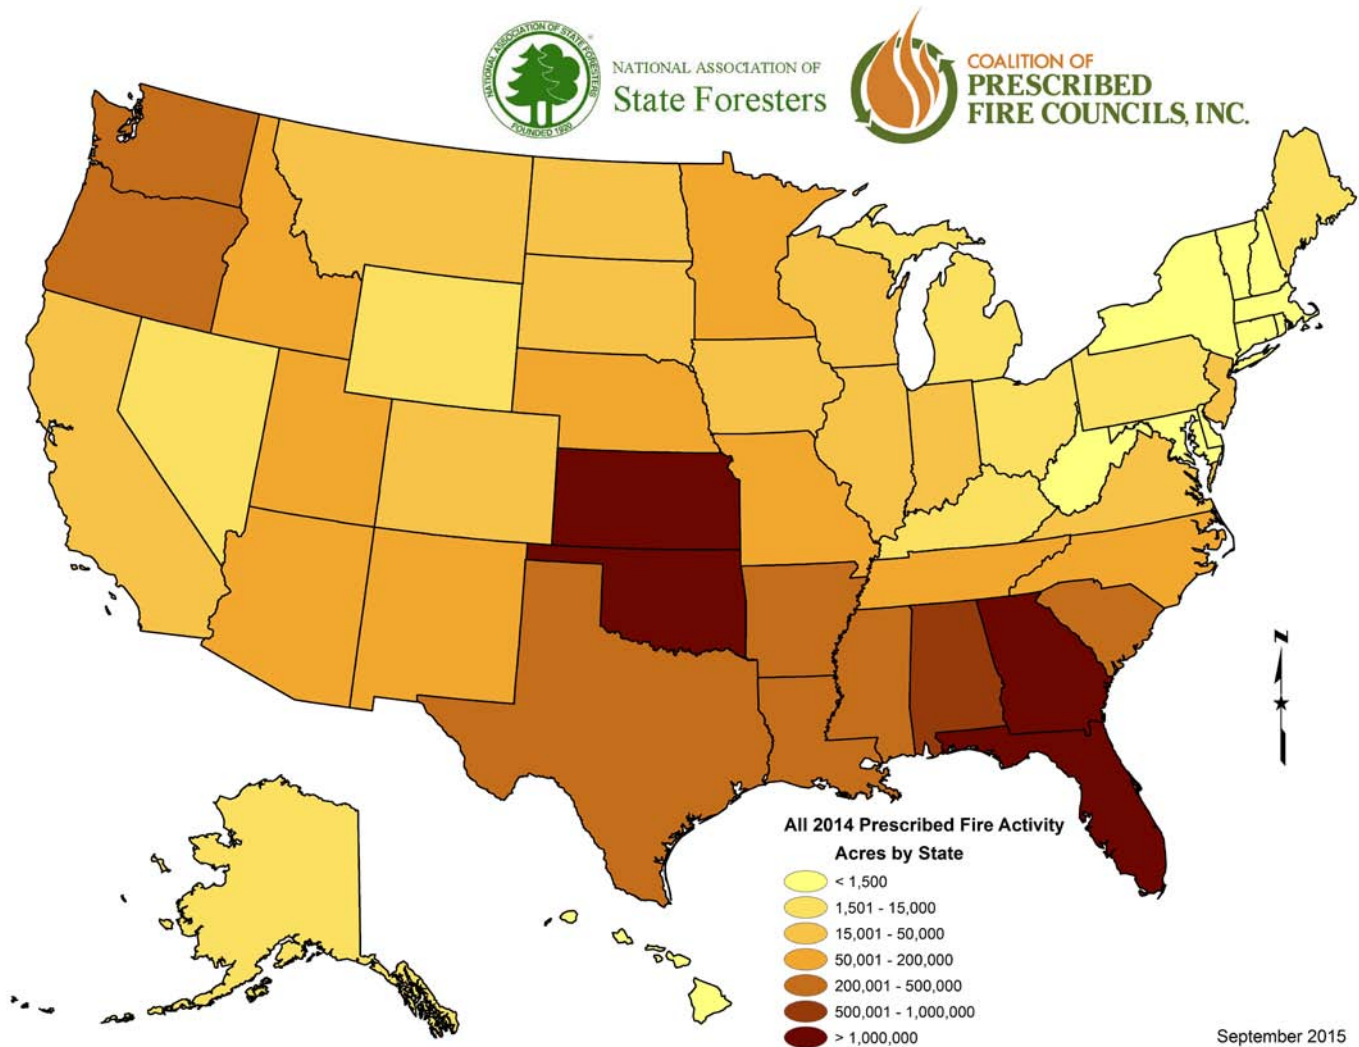 NATIONAL ASSOCIATION OF STATE FORESTERS
FOUNDED 1920
NATIONAL ASSOCIATION OF
State Foresters
COALITION OF
PRESCRIBED
FIRE COUNCILS, INC.
N
All 2014 Prescribed Fire Activity
Acres by State
< 1,500
1,501 - 15,000
15,001 - 50,000
50,001 - 200,000
200,001 - 500,000
500,001 - 1,000,000
> 1,000,000
September 2015